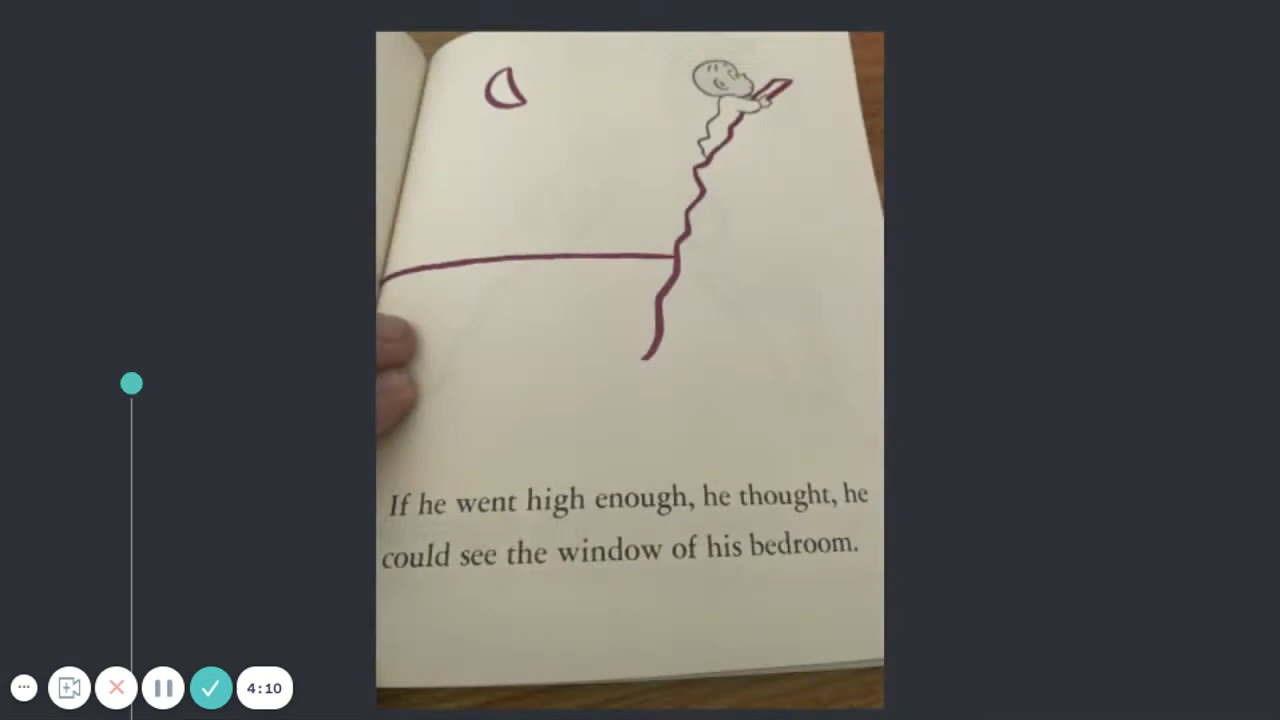 If he went high enough, he thought, he
could see the window of his bedroom.
4:10